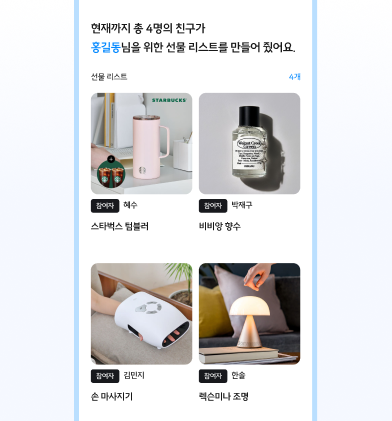 현재까지 총 4명의 친구가
홍길동님을 위한 선물 리스트를 만들어 줬어요.
선물 리스트
4개
STARBUCKS
참여자 혜수
스타벅스 텀블러
참여자 박재구
비비앙 향수
참여자 김민지
손 마사지기
참여자 한솔
렉슨미나 조명